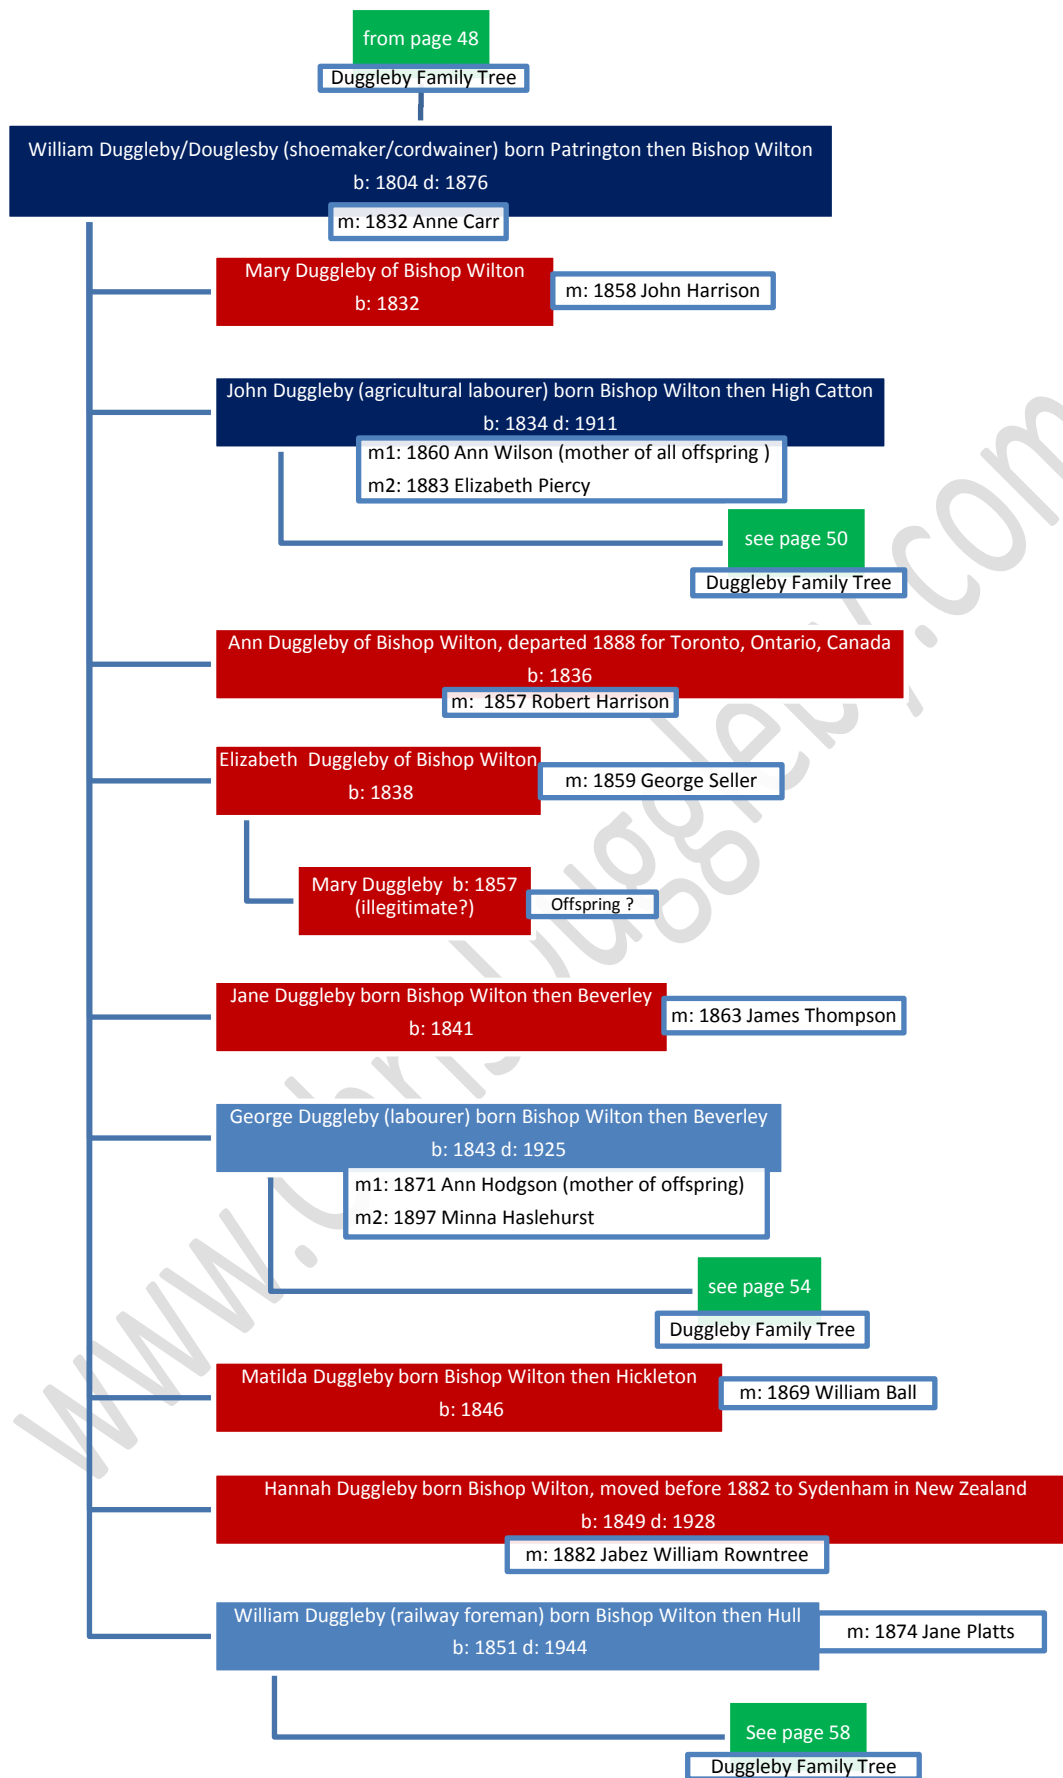 from page 48
Duggleby Family Tree
William Duggleby/Douglesby (shoemaker/cordwainer) born Patrington then Bishop Wilton
b: 1804 d: 1876
m: 1832 Anne Carr
Mary Duggleby of Bishop Wilton
b: 1832
m: 1858 John Harrison
John Duggleby (agricultural labourer) born Bishop Wilton then High Catton
b: 1834 d: 1911
m1: 1860 Ann Wilson (mother of all offspring )
m2: 1883 Elizabeth Piercy
see page 50
Duggleby Family Tree
Ann Duggleby of Bishop Wilton, departed 1888 for Toronto, Ontario, Canada
b: 1836
m:  1857 Robert Harrison
Elizabeth  Duggleby of Bishop Wilton
b: 1838
m: 1859 George Seller
Mary Duggleby  b: 1857
(illegitimate?)
Offspring ?
Jane Duggleby born Bishop Wilton then Beverley
b: 1841
m: 1863 James Thompson
George Duggleby (labourer) born Bishop Wilton then Beverley
b: 1843 d: 1925
m1: 1871 Ann Hodgson (mother of offspring)
m2: 1897 Minna Haslehurst
see page 54
Duggleby Family Tree
Matilda Duggleby born Bishop Wilton then Hickleton
b: 1846
m: 1869 William Ball
Hannah Duggleby born Bishop Wilton, moved before 1882 to Sydenham in New Zealand
b: 1849 d: 1928
m: 1882 Jabez William Rowntree
William Duggleby (railway foreman) born Bishop Wilton then Hull
b: 1851 d: 1944
m: 1874 Jane Platts
See page 58
Duggleby Family Tree